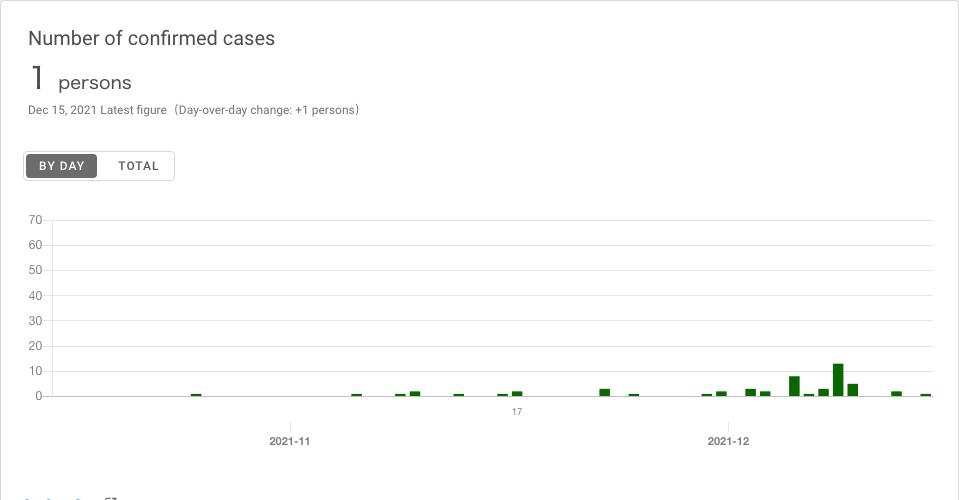 Number of confirmed cases
1 persons
Dec 15, 2021 Latest figure（Day-over-day change: +1 persons）
BY DAY TOTAL
70
60
50
40
30
20
10
0
17
2021-11 2021-12